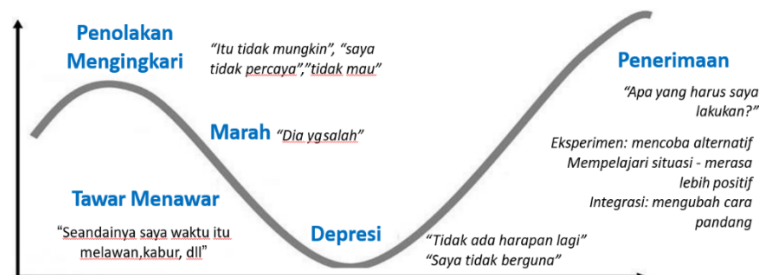 Penolakan
Mengingkari
“Itu tidak mungkin”, “saya
tidak percaya”,”tidak mau”
Marah “Dia ygsalah”
Tawar Menawar
“Seandainya saya waktu itu
melawan,kabur, dll”
Depresi
“Tidak ada harapan lagi”
“Saya tidak berguna”
Penerimaan
“Apa yang harus saya
lakukan?”
Eksperimen: mencoba alternatif
Mempelajari situasi - merasa
lebih positif
Integrasi: mengubah cara
pandang